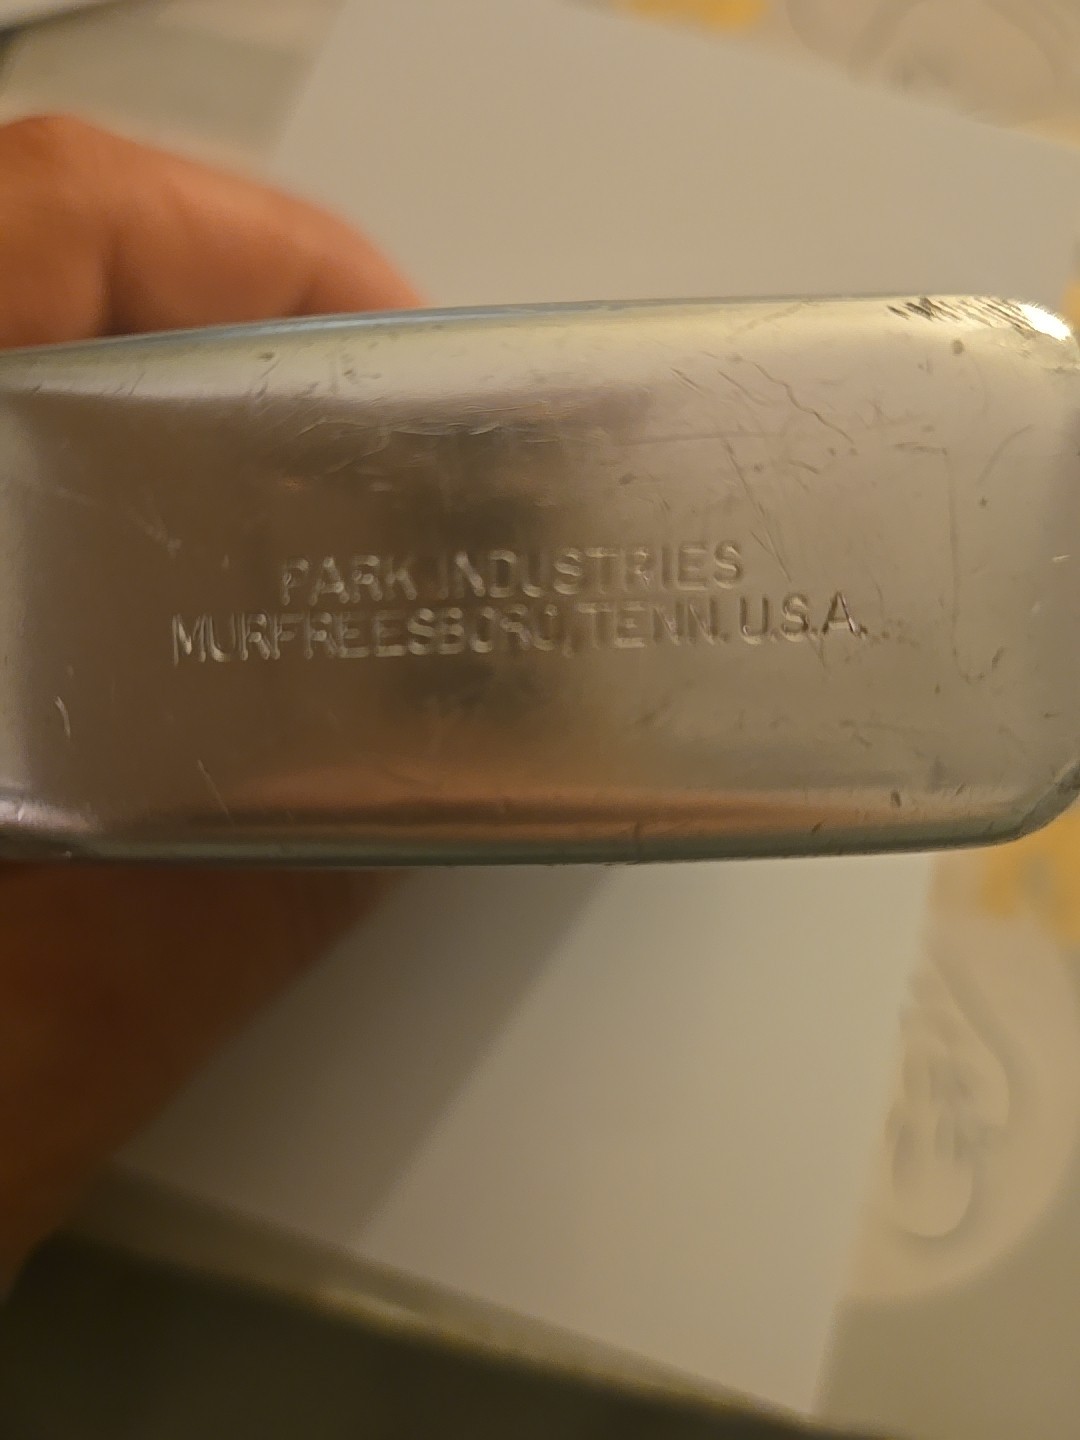 PARK INDUSTRIES
MURFREESBORO, TENN. U.S.A.